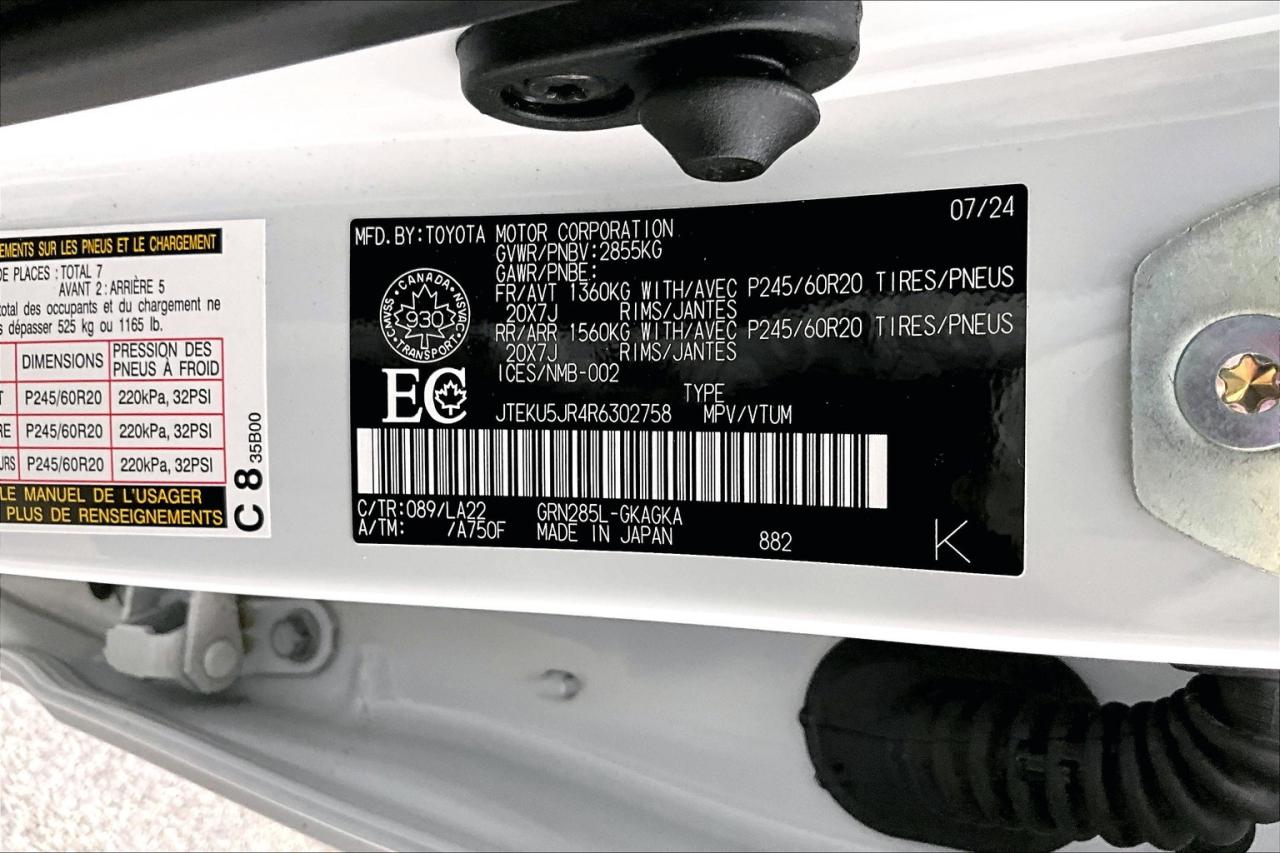 EMENTS SUR LES PNEUS ET LE CHARGEMENT
DE PLACES : TOTAL 7
AVANT 2 : ARRIÈRE 5
total des occupants et du chargement ne
s dépasser 525 kg ou 1165 lb.
DIMENSIONS PRESSION DES PNEUS À FROID
T P245/60R20 220kPa, 32PSI
RE P245/60R20 220kPa, 32PSI
URS P245/60R20 220kPa, 32PSI
LE MANUEL DE L'USAGER
PLUS DE RENSEIGNEMENTS
C 8 35B00
07/24
MFD.BY:TOYOTA MOTOR CORPORATION
GVWR/PNBV:2855KG
GAWR/PNBE:
FR/AVT 1360KG WITH/AVEC P245/60R20 TIRES/PNEUS
20X7J RIMS/JANTES
RR/ARR 1560KG WITH/AVEC P245/60R20 TIRES/PNEUS
20X7J RIMS/JANTES
ICES/NMB-002
CANADA
NSVAC
TRANSPORT
CMVSS
930
EC
TYPE
JTEKU5JR4R6302758 MPV/VTUM
C/TR:089/LA22 GRN285L-GKAGKA
A/TM: /A750F MADE IN JAPAN 882
K